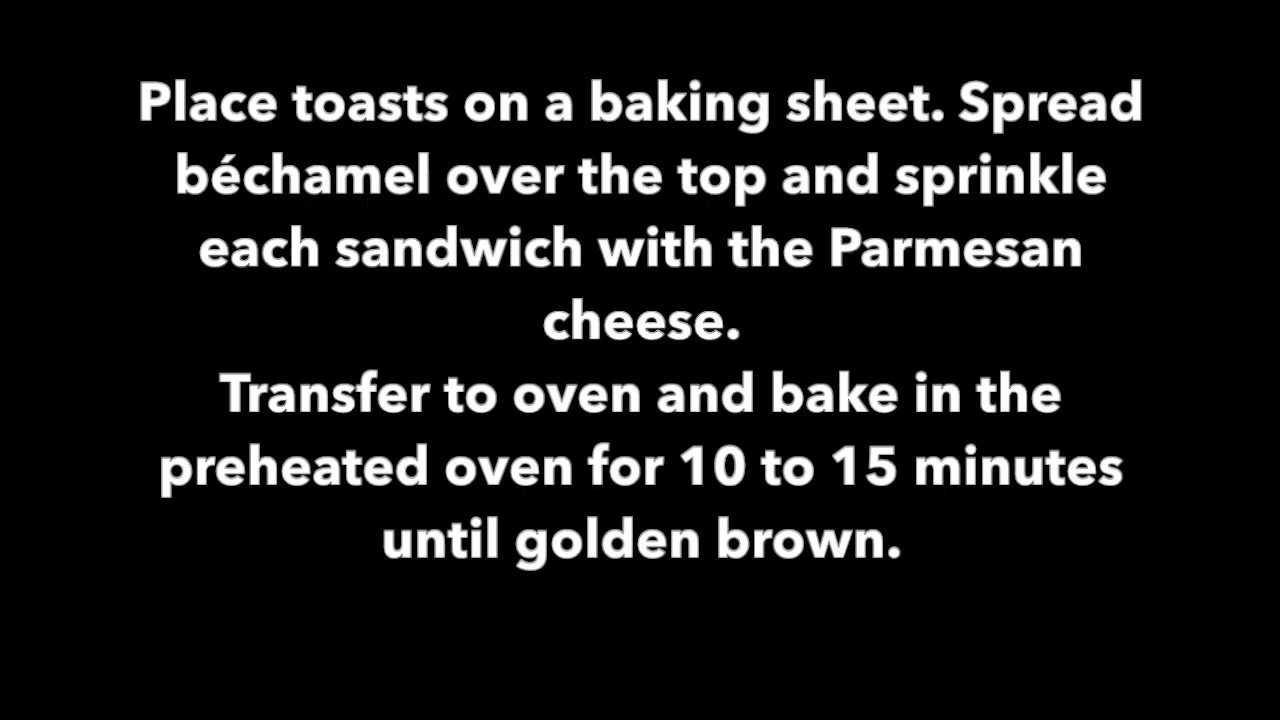 Place toasts on a baking sheet. Spread
béchamel over the top and sprinkle
each sandwich with the Parmesan
cheese.
Transfer to oven and bake in the
preheated oven for 10 to 15 minutes
until golden brown.